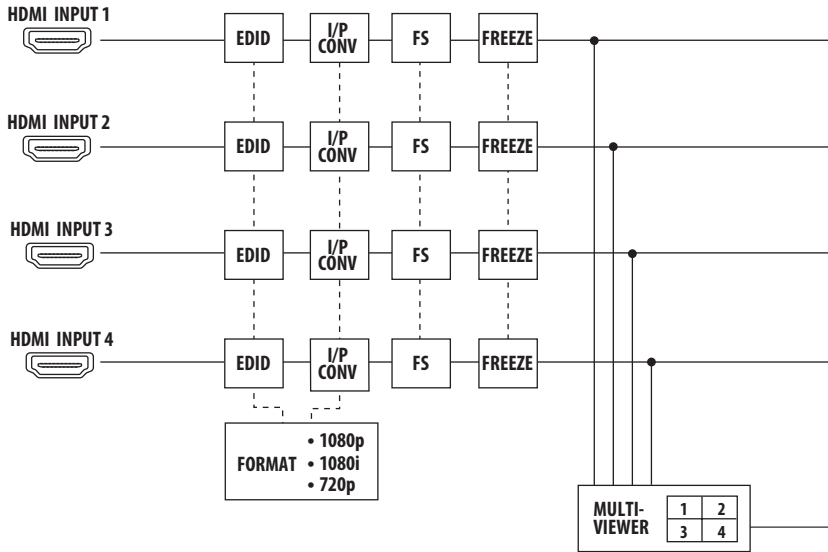 HDMI INPUT 1
EDID
I/P
CONV
FS
FREEZE
HDMI INPUT 2
EDID
I/P
CONV
FS
FREEZE
HDMI INPUT 3
EDID
I/P
CONV
FS
FREEZE
HDMI INPUT 4
EDID
I/P
CONV
FS
FREEZE
FORMAT
• 1080p
• 1080i
• 720p
MULTI-
VIEWER
1 2
3 4